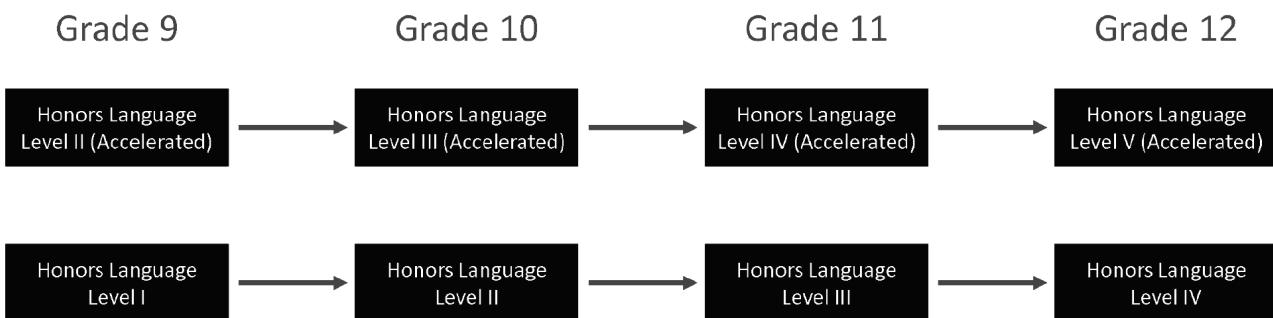 Grade 9
Grade 10
Grade 11
Grade 12
Honors Language
Level II (Accelerated)
Honors Language
Level III (Accelerated)
Honors Language
Level IV (Accelerated)
Honors Language
Level V (Accelerated)
Honors Language
Level I
Honors Language
Level II
Honors Language
Level III
Honors Language
Level IV